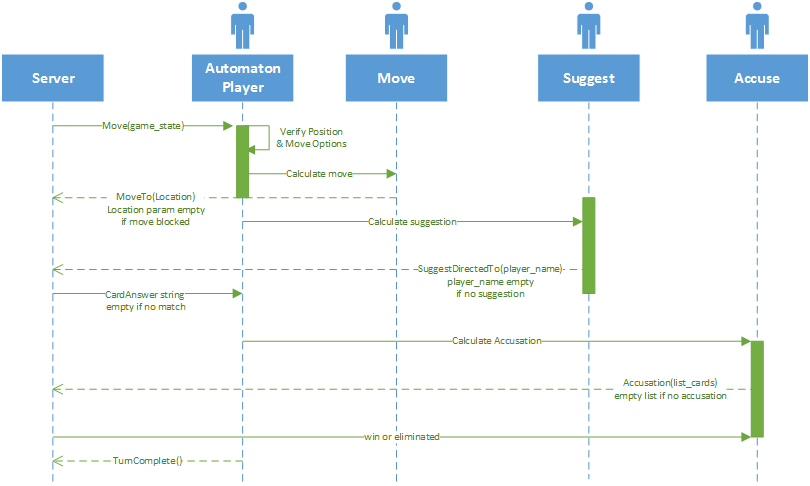 Server
Automaton
Player
Move
Suggest
Accuse
Move(game_state)
Verify Position
& Move Options
Calculate move
MoveTo(Location)
Location param empty
if move blocked
Calculate suggestion
SuggestDirectedTo(player_name)
player_name empty
if no suggestion
CardAnswer string
empty if no match
Calculate Accusation
Accusation(list_cards)
empty list if no accusation
win or eliminated
TurnComplete()